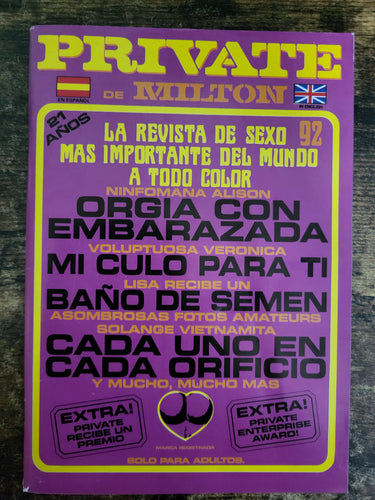 PRIVATE
EN ESPAÑOL
DE MILTON
IN ENGLISH
21 AÑOS
LA REVISTA DE SEXO 92
MAS IMPORTANTE DEL MUNDO
A TODO COLOR
NINFOMANA ALISON
ORGIA CON
EMBARAZADA
VOLUPTUOSA VERONICA
MI CULO PARA TI
LISA RECIBE UN
BAÑO DE SEMEN
ASOMBROSAS FOTOS AMATEURS
SOLANGE VIETNAMITA
CADA UNO EN
CADA ORIFICIO
Y MUCHO, MUCHO MAS
EXTRA!
PRIVATE
RECIBE UN
PREMIO
EXTRA!
PRIVATE
ENTERPRISE
AWARD!
MARCA REGISTRADA
SOLO PARA ADULTOS.